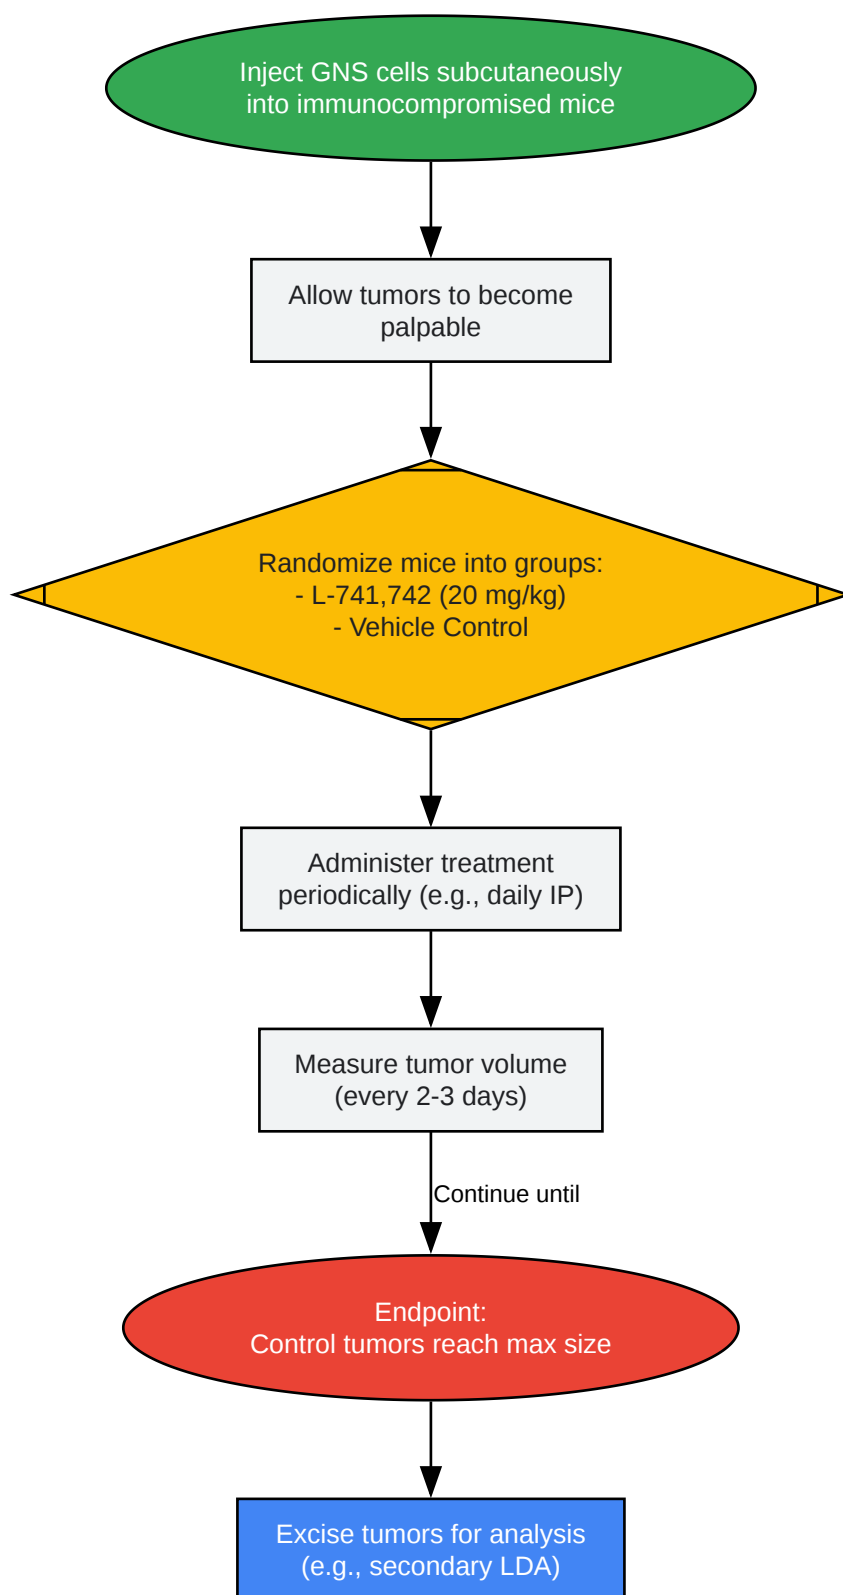 Inject GNS cells subcutaneously
into immunocompromised mice
Allow tumors to become
palpable
Randomize mice into groups:
- L-741,742 (20 mg/kg)
- Vehicle Control
Administer treatment
periodically (e.g., daily IP)
Measure tumor volume
(every 2-3 days)
Continue until
Endpoint:
Control tumors reach max size
Excise tumors for analysis
(e.g., secondary LDA)